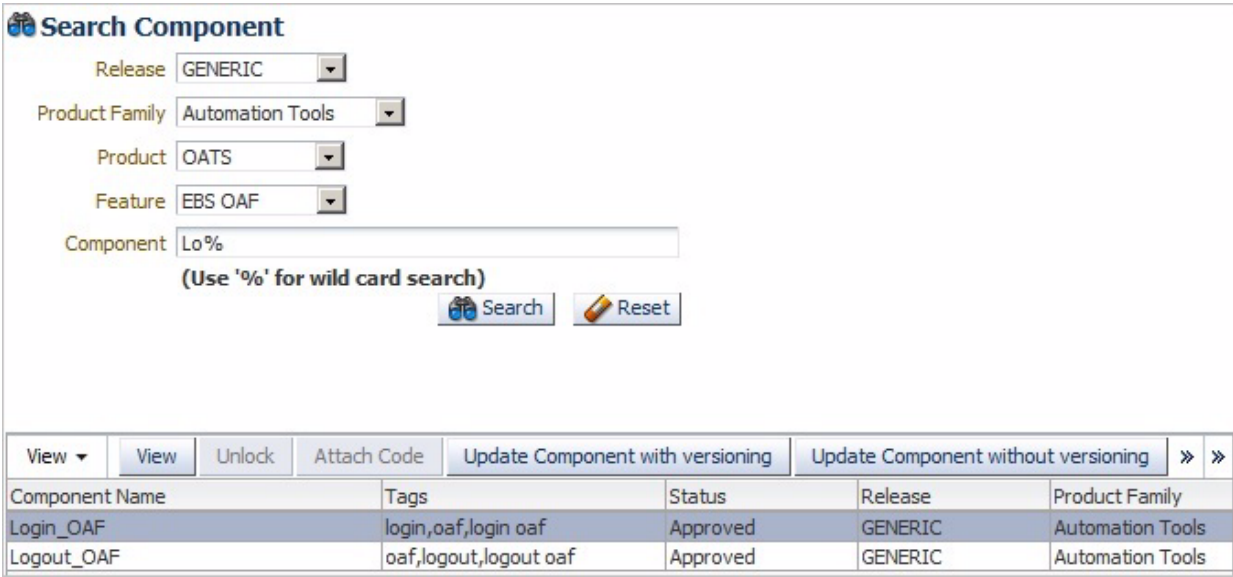 Search Component
Release GENERIC
Product Family Automation Tools
Product OATS
Feature EBS OAF
Component Lo%
(Use '%' for wild card search)
Search Reset
View View Unlock Attach Code Update Component with versioning Update Component without versioning » »
Component Name Tags Status Release Product Family
Login_OAF login,oaf,login oaf Approved GENERIC Automation Tools
Logout_OAF oaf,logout,logout oaf Approved GENERIC Automation Tools